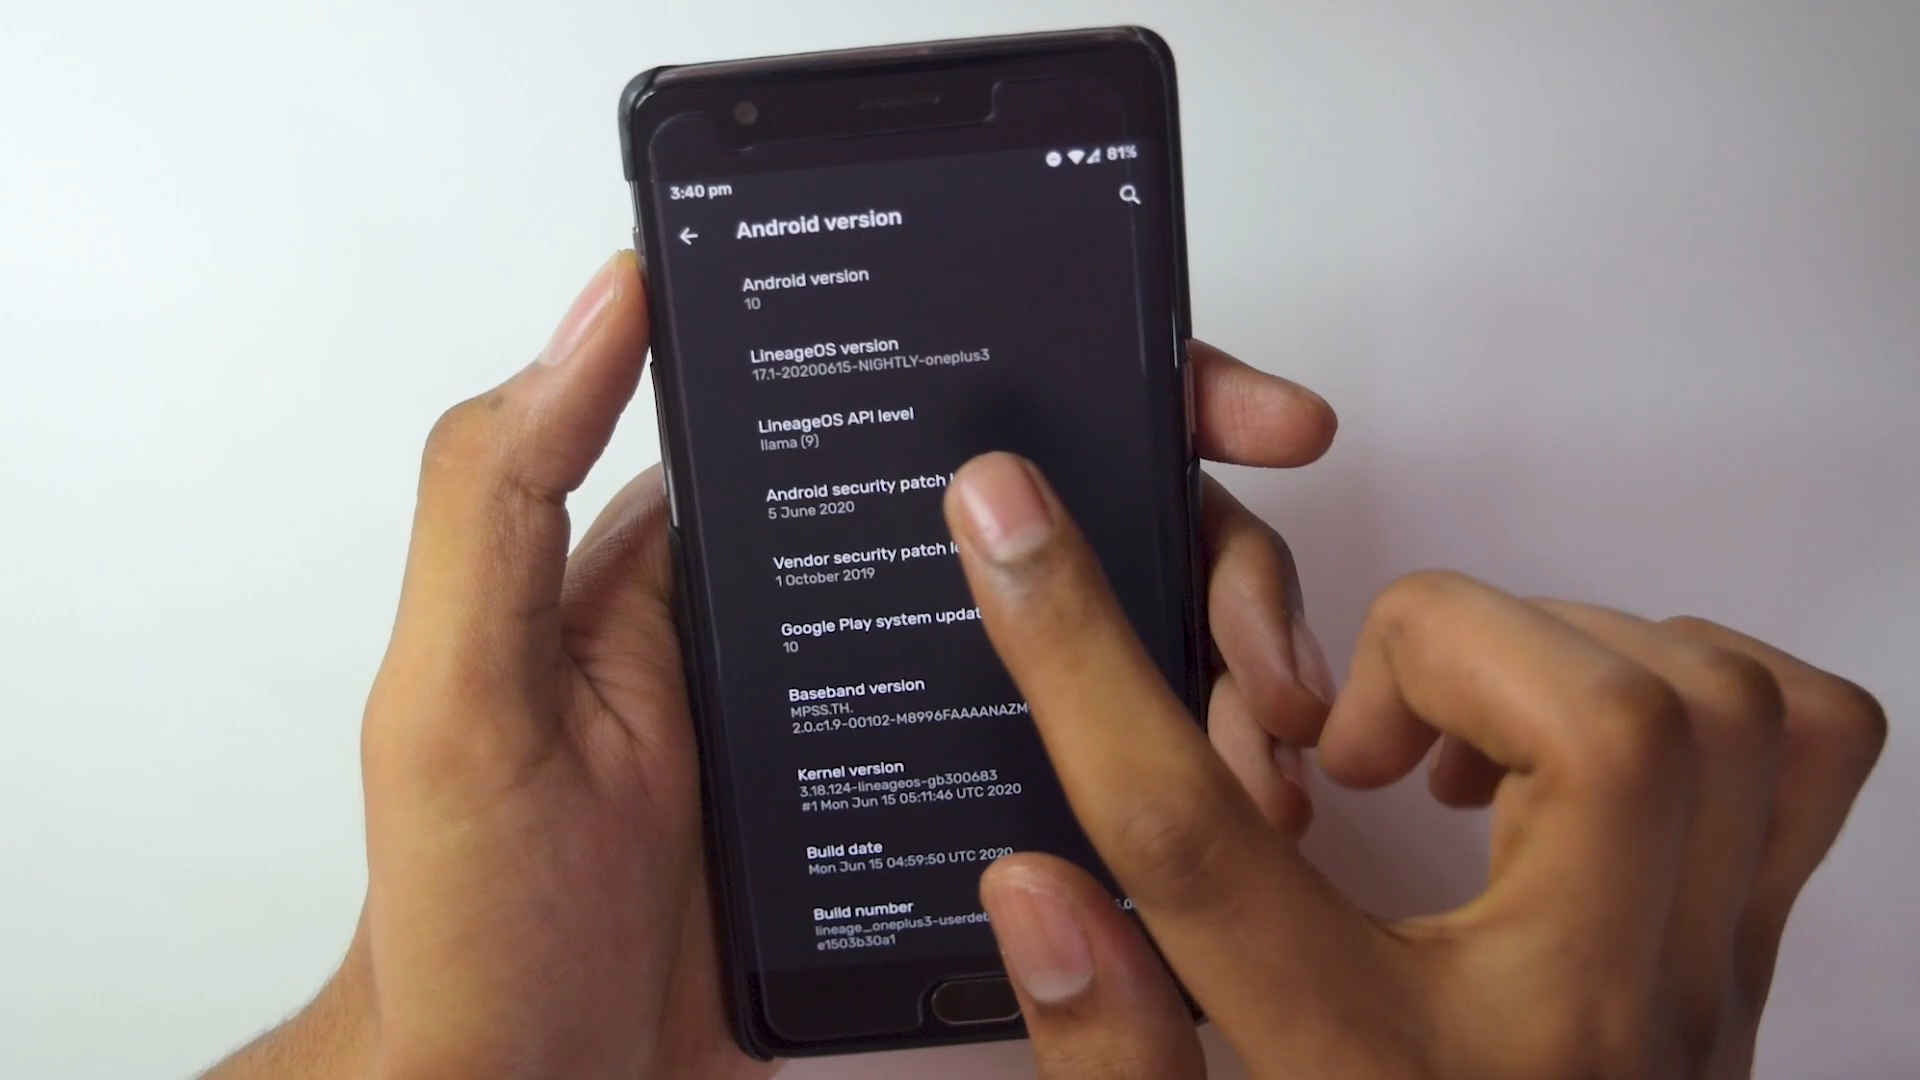 3:40 pm
81%
Android version
Android version
10
LineageOS version
17.1-20200615-NIGHTLY-oneplus3
LineageOS API level
llama (9)
Android security patch
5 June 2020
Vendor security patch
1 October 2019
Google Play system updat
10
Baseband version
MPSS.TH.
2.0.c1.9-00102-M8996FAAAANAZM
Kernel version
3.18.124-lineageos-gb300683
#1 Mon Jun 15 05:11:46 UTC 2020
Build date
Mon Jun 15 04:59:50 UTC 2020
Build number
lineage_oneplus3-userdeb
e1503b30a1